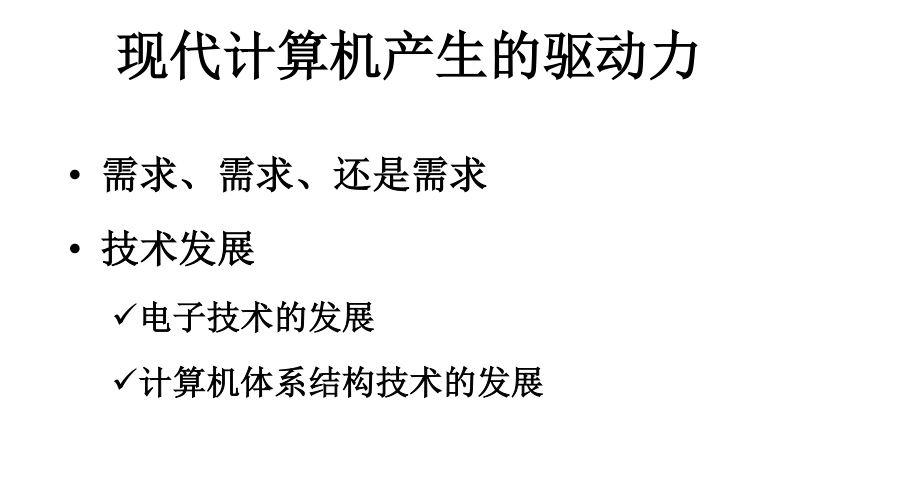 现代计算机产生的驱动力
• 需求、需求、还是需求
• 技术发展
✓电子技术的发展
✓计算机体系结构技术的发展